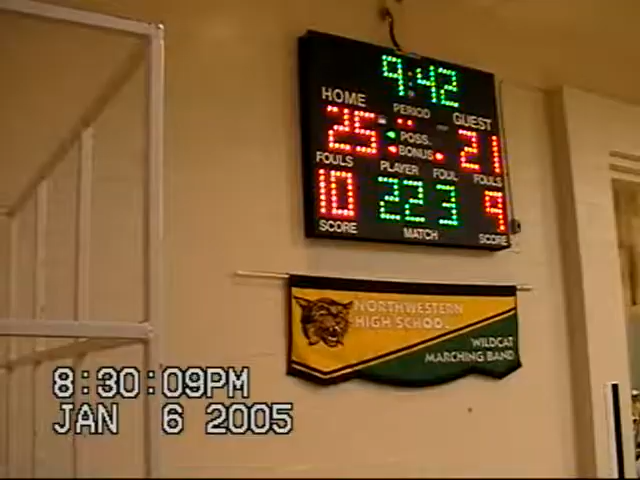 9:42
HOME PERIOD GUEST
25 POSS. 21
BONUS
FOULS PLAYER FOUL FOULS
10 22 3 9
SCORE MATCH SCORE
NORTHWESTERN
HIGH SCHOOL
WILDCAT
MARCHING BAND
8:30:09PM
JAN 6 2005